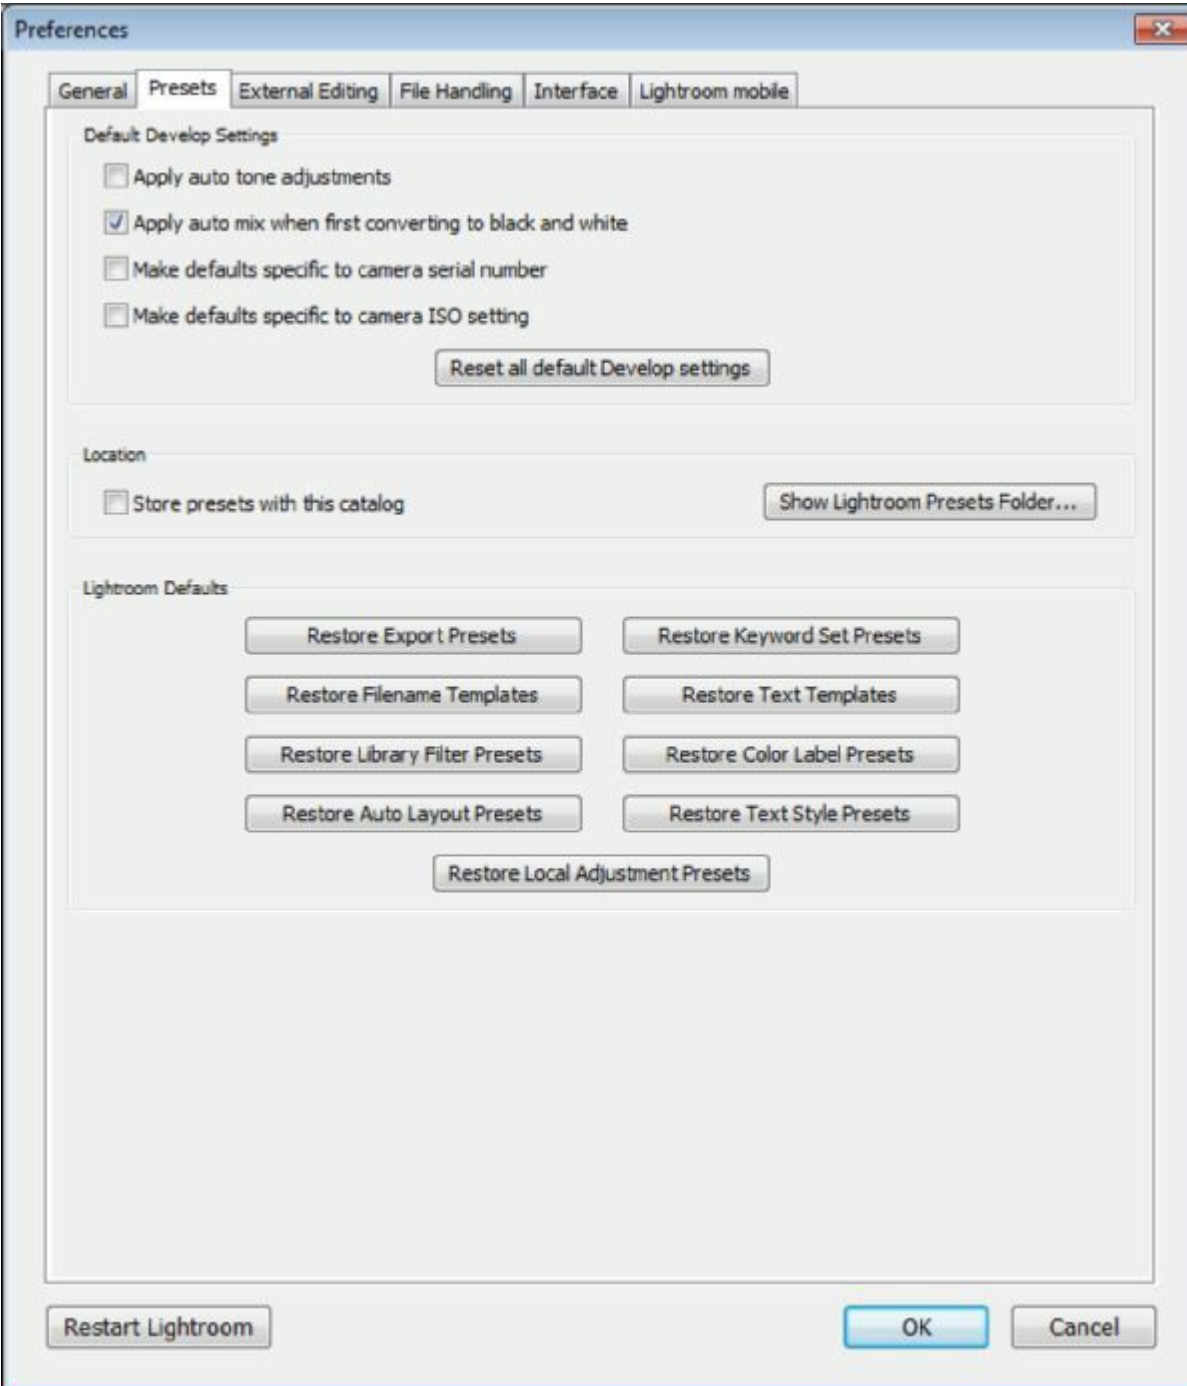 Preferences
General Presets External Editing File Handling Interface Lightroom mobile
Default Develop Settings
Apply auto tone adjustments
Apply auto mix when first converting to black and white
Make defaults specific to camera serial number
Make defaults specific to camera ISO setting
Reset all default Develop settings
Location
Store presets with this catalog Show Lightroom Presets Folder...
Lightroom Defaults
Restore Export Presets Restore Keyword Set Presets
Restore Filename Templates Restore Text Templates
Restore Library Filter Presets Restore Color Label Presets
Restore Auto Layout Presets Restore Text Style Presets
Restore Local Adjustment Presets
Restart Lightroom OK Cancel